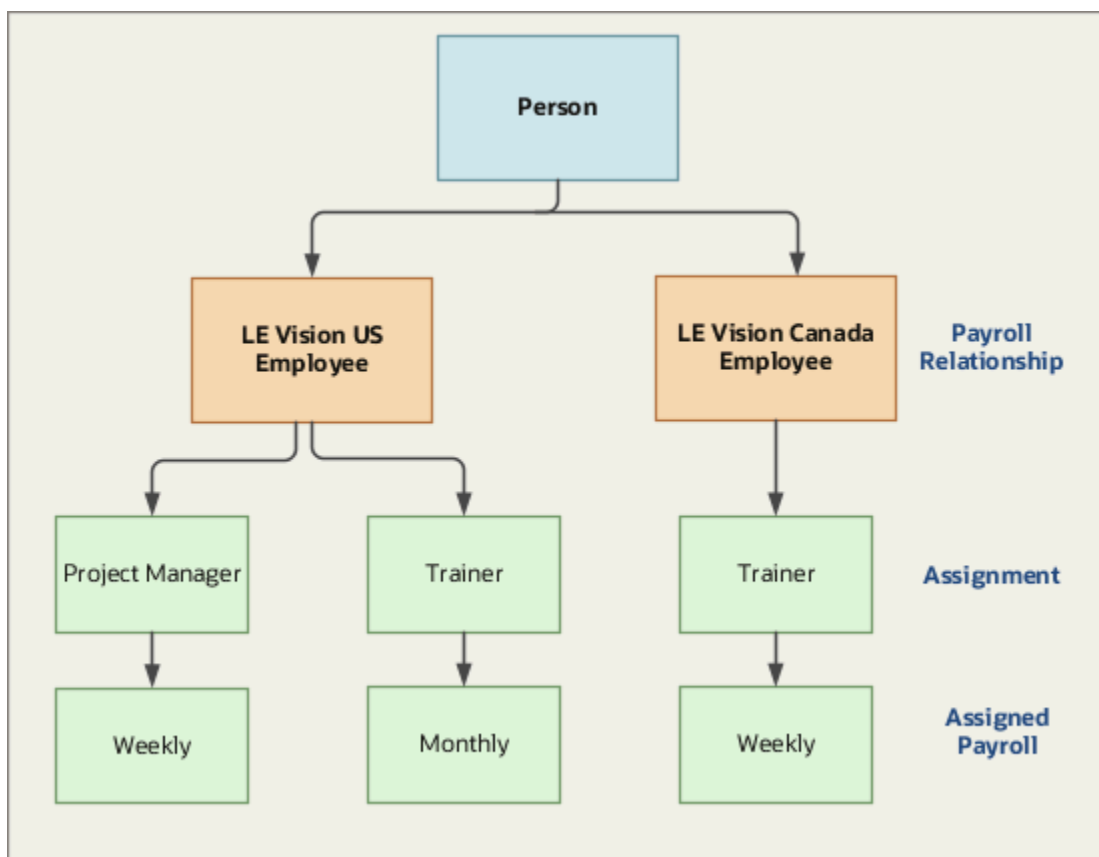 Person
LE Vision US
Employee
LE Vision Canada
Employee
Payroll
Relationship
Project Manager
Trainer
Trainer
Assignment
Weekly
Monthly
Weekly
Assigned
Payroll